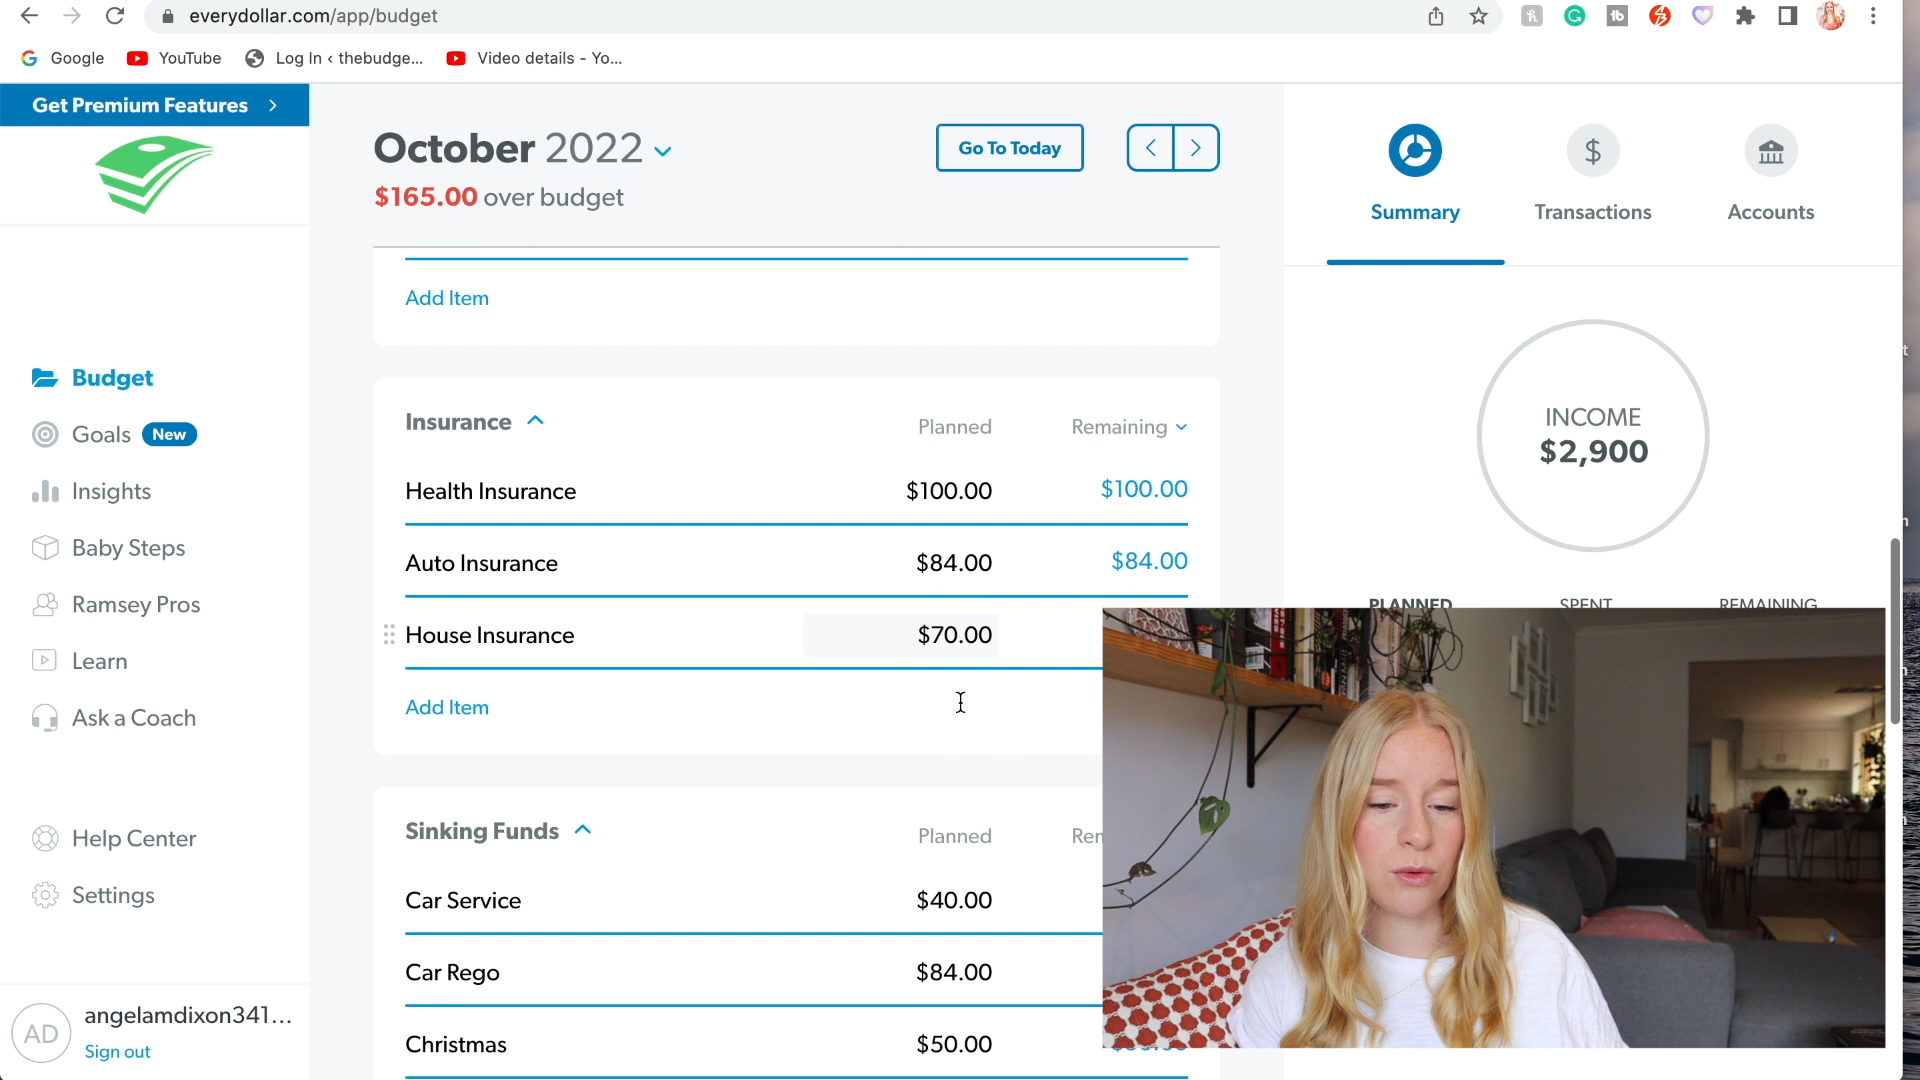 everydollar.com/app/budget
Google YouTube Log In ‹ thebudge... Video details - Yo...
Get Premium Features
October 2022
Go To Today
$165.00 over budget
Summary Transactions Accounts
Add Item
Budget
Goals New
Insights
Baby Steps
Ramsey Pros
Learn
Ask a Coach
Help Center
Settings
AD
angelamdixon341...
Sign out
Insurance Planned Remaining
Health Insurance $100.00 $100.00
Auto Insurance $84.00 $84.00
House Insurance $70.00
Add Item
Sinking Funds Planned Rem
Car Service $40.00
Car Rego $84.00
Christmas $50.00
INCOME
$2,900
PLANNED SPENT REMAINING